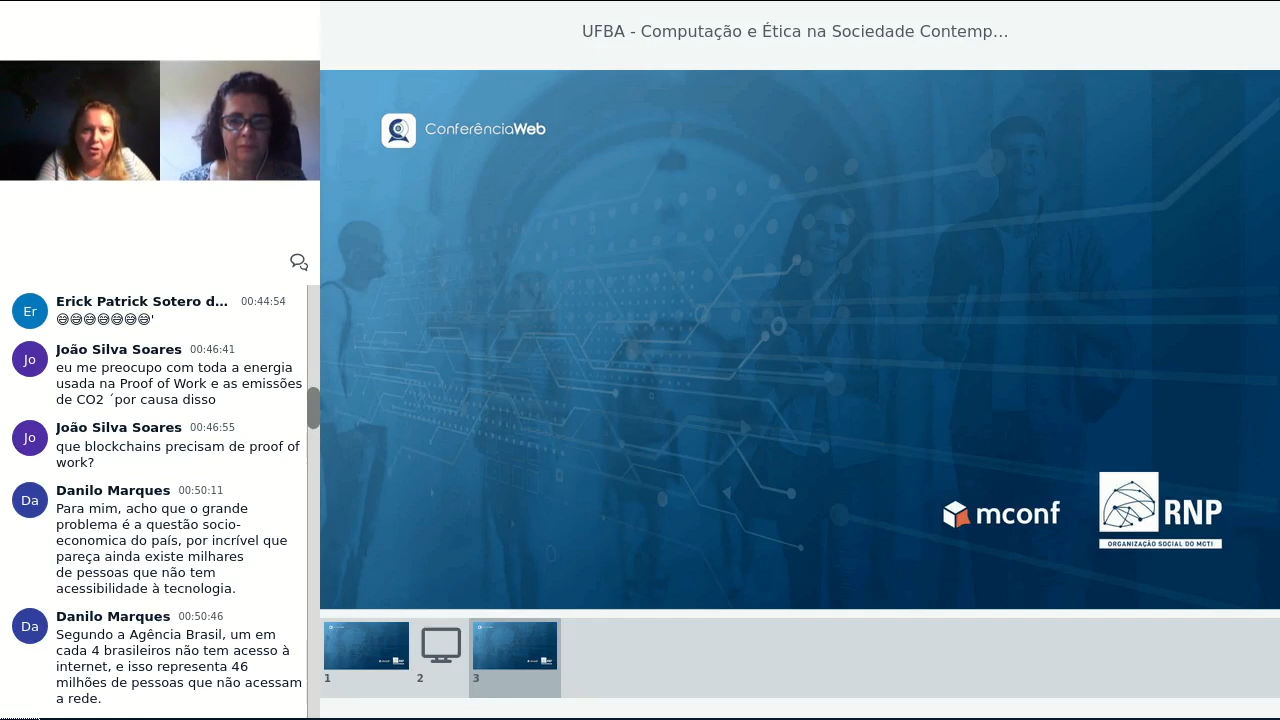 UFBA - Computação e Ética na Sociedade Contemp...
ConferênciaWeb
Er
Erick Patrick Sotero d... 00:44:54
😅😅😅😅😅😅😅'
Jo
João Silva Soares 00:46:41
eu me preocupo com toda a energia
usada na Proof of Work e as emissões
de CO2 ´por causa disso
Jo
João Silva Soares 00:46:55
que blockchains precisam de proof of
work?
Da
Danilo Marques 00:50:11
Para mim, acho que o grande
problema é a questão socio-
economica do país, por incrível que
pareça ainda existe milhares
de pessoas que não tem
acessibilidade à tecnologia.
Da
Danilo Marques 00:50:46
Segundo a Agência Brasil, um em
cada 4 brasileiros não tem acesso à
internet, e isso representa 46
milhões de pessoas que não acessam
a rede.
mconf
RNP
ORGANIZAÇÃO SOCIAL DO MCTI
1
2
3